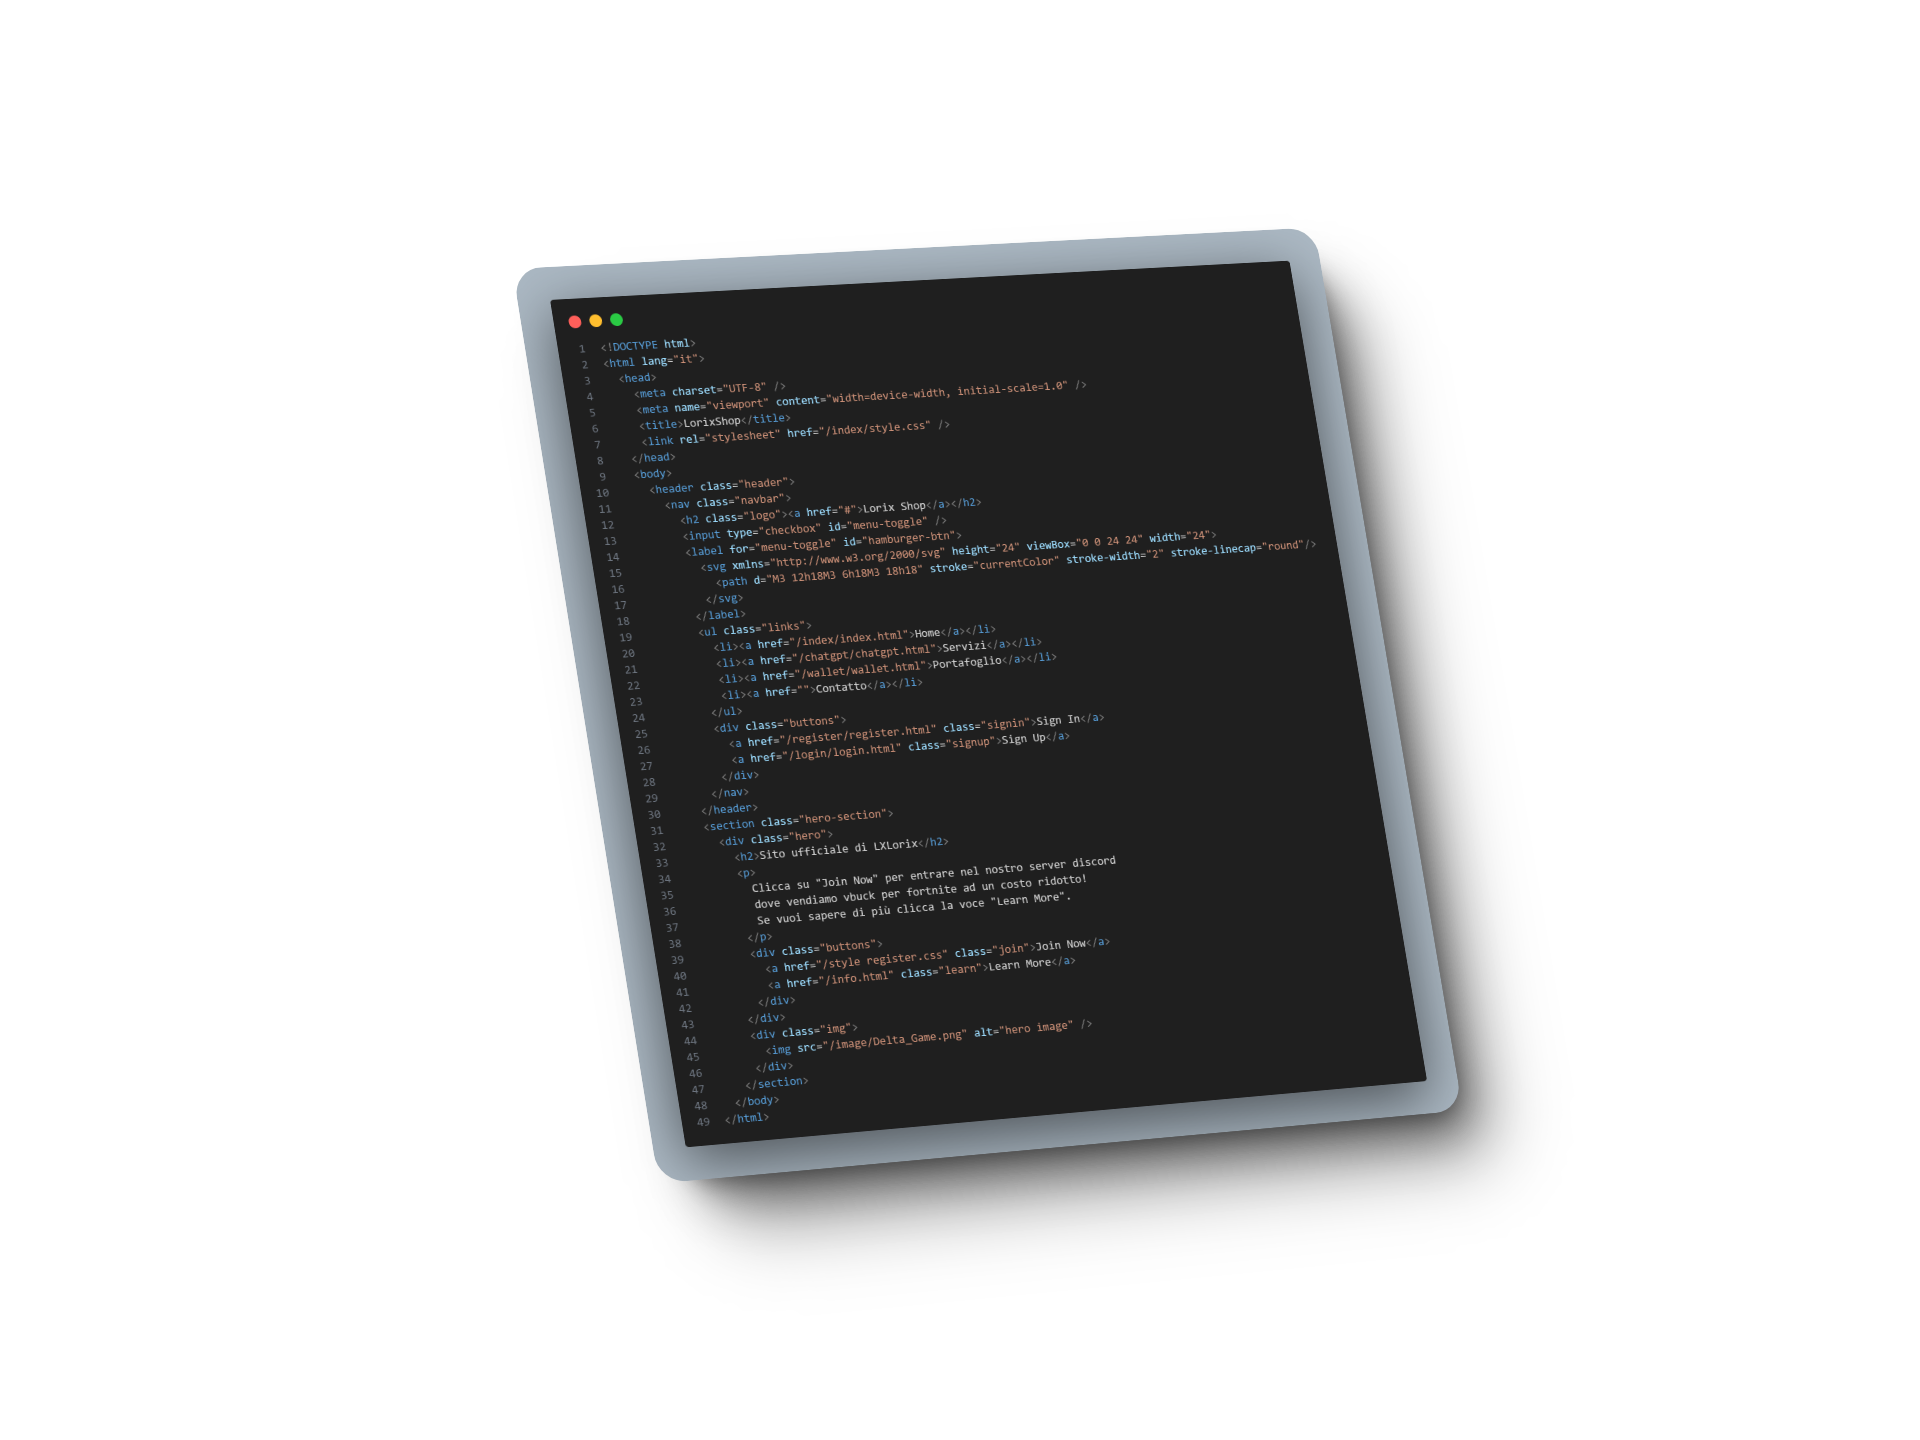 1 <!DOCTYPE html>
2 <html lang="it">
3   <head>
4     <meta charset="UTF-8" />
5     <meta name="viewport" content="width=device-width, initial-scale=1.0" />
6     <title>LorixShop</title>
7     <link rel="stylesheet" href="/index/style.css" />
8   </head>
9   <body>
10     <header class="header">
11       <nav class="navbar">
12         <h2 class="logo"><a href="#">Lorix Shop</a></h2>
13         <input type="checkbox" id="menu-toggle" />
14         <label for="menu-toggle" id="hamburger-btn">
15           <svg xmlns="http://www.w3.org/2000/svg" height="24" viewBox="0 0 24 24" width="24">
16             <path d="M3 12h18M3 6h18M3 18h18" stroke="currentColor" stroke-width="2" stroke-linecap="round"/>
17           </svg>
18         </label>
19         <ul class="links">
20           <li><a href="/index/index.html">Home</a></li>
21           <li><a href="/chatgpt/chatgpt.html">Servizi</a></li>
22           <li><a href="/wallet/wallet.html">Portafoglio</a></li>
23           <li><a href="">Contatto</a></li>
24         </ul>
25         <div class="buttons">
26           <a href="/register/register.html" class="signin">Sign In</a>
27           <a href="/login/login.html" class="signup">Sign Up</a>
28         </div>
29       </nav>
30     </header>
31     <section class="hero-section">
32       <div class="hero">
33         <h2>Sito ufficiale di LXLorix</h2>
34         <p>
35           Clicca su "Join Now" per entrare nel nostro server discord
36           dove vendiamo vbuck per fortnite ad un costo ridotto!
37           Se vuoi sapere di più clicca la voce "Learn More".
38         </p>
39         <div class="buttons">
40           <a href="/style register.css" class="join">Join Now</a>
41           <a href="/info.html" class="learn">Learn More</a>
42         </div>
43       </div>
44       <div class="img">
45         <img src="/image/Delta_Game.png" alt="hero image" />
46       </div>
47     </section>
48   </body>
49 </html>